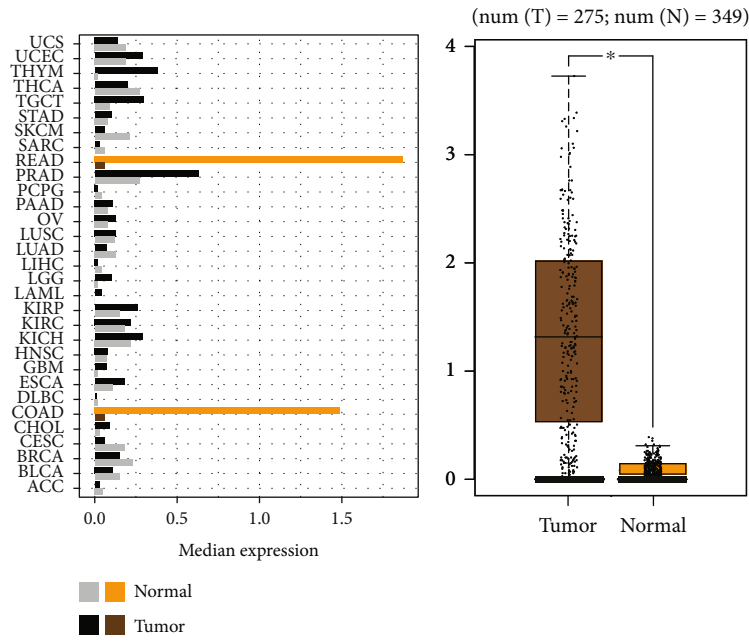 (num (T) = 275; num (N) = 349)
UCS
UCEC
THYM
THCA
TGCT
STAD
SKCM
SARC
READ
PRAD
PCPG
PAAD
OV
LUSC
LUAD
LIHC
LGG
LAML
KIRP
KIRC
KICH
HNSC
GBM
ESCA
DLBC
COAD
CHOL
CESC
BRCA
BLCA
ACC
0.0 0.5 1.0 1.5
Median expression
Normal
Tumor
4
3
2
1
0
*
Tumor Normal